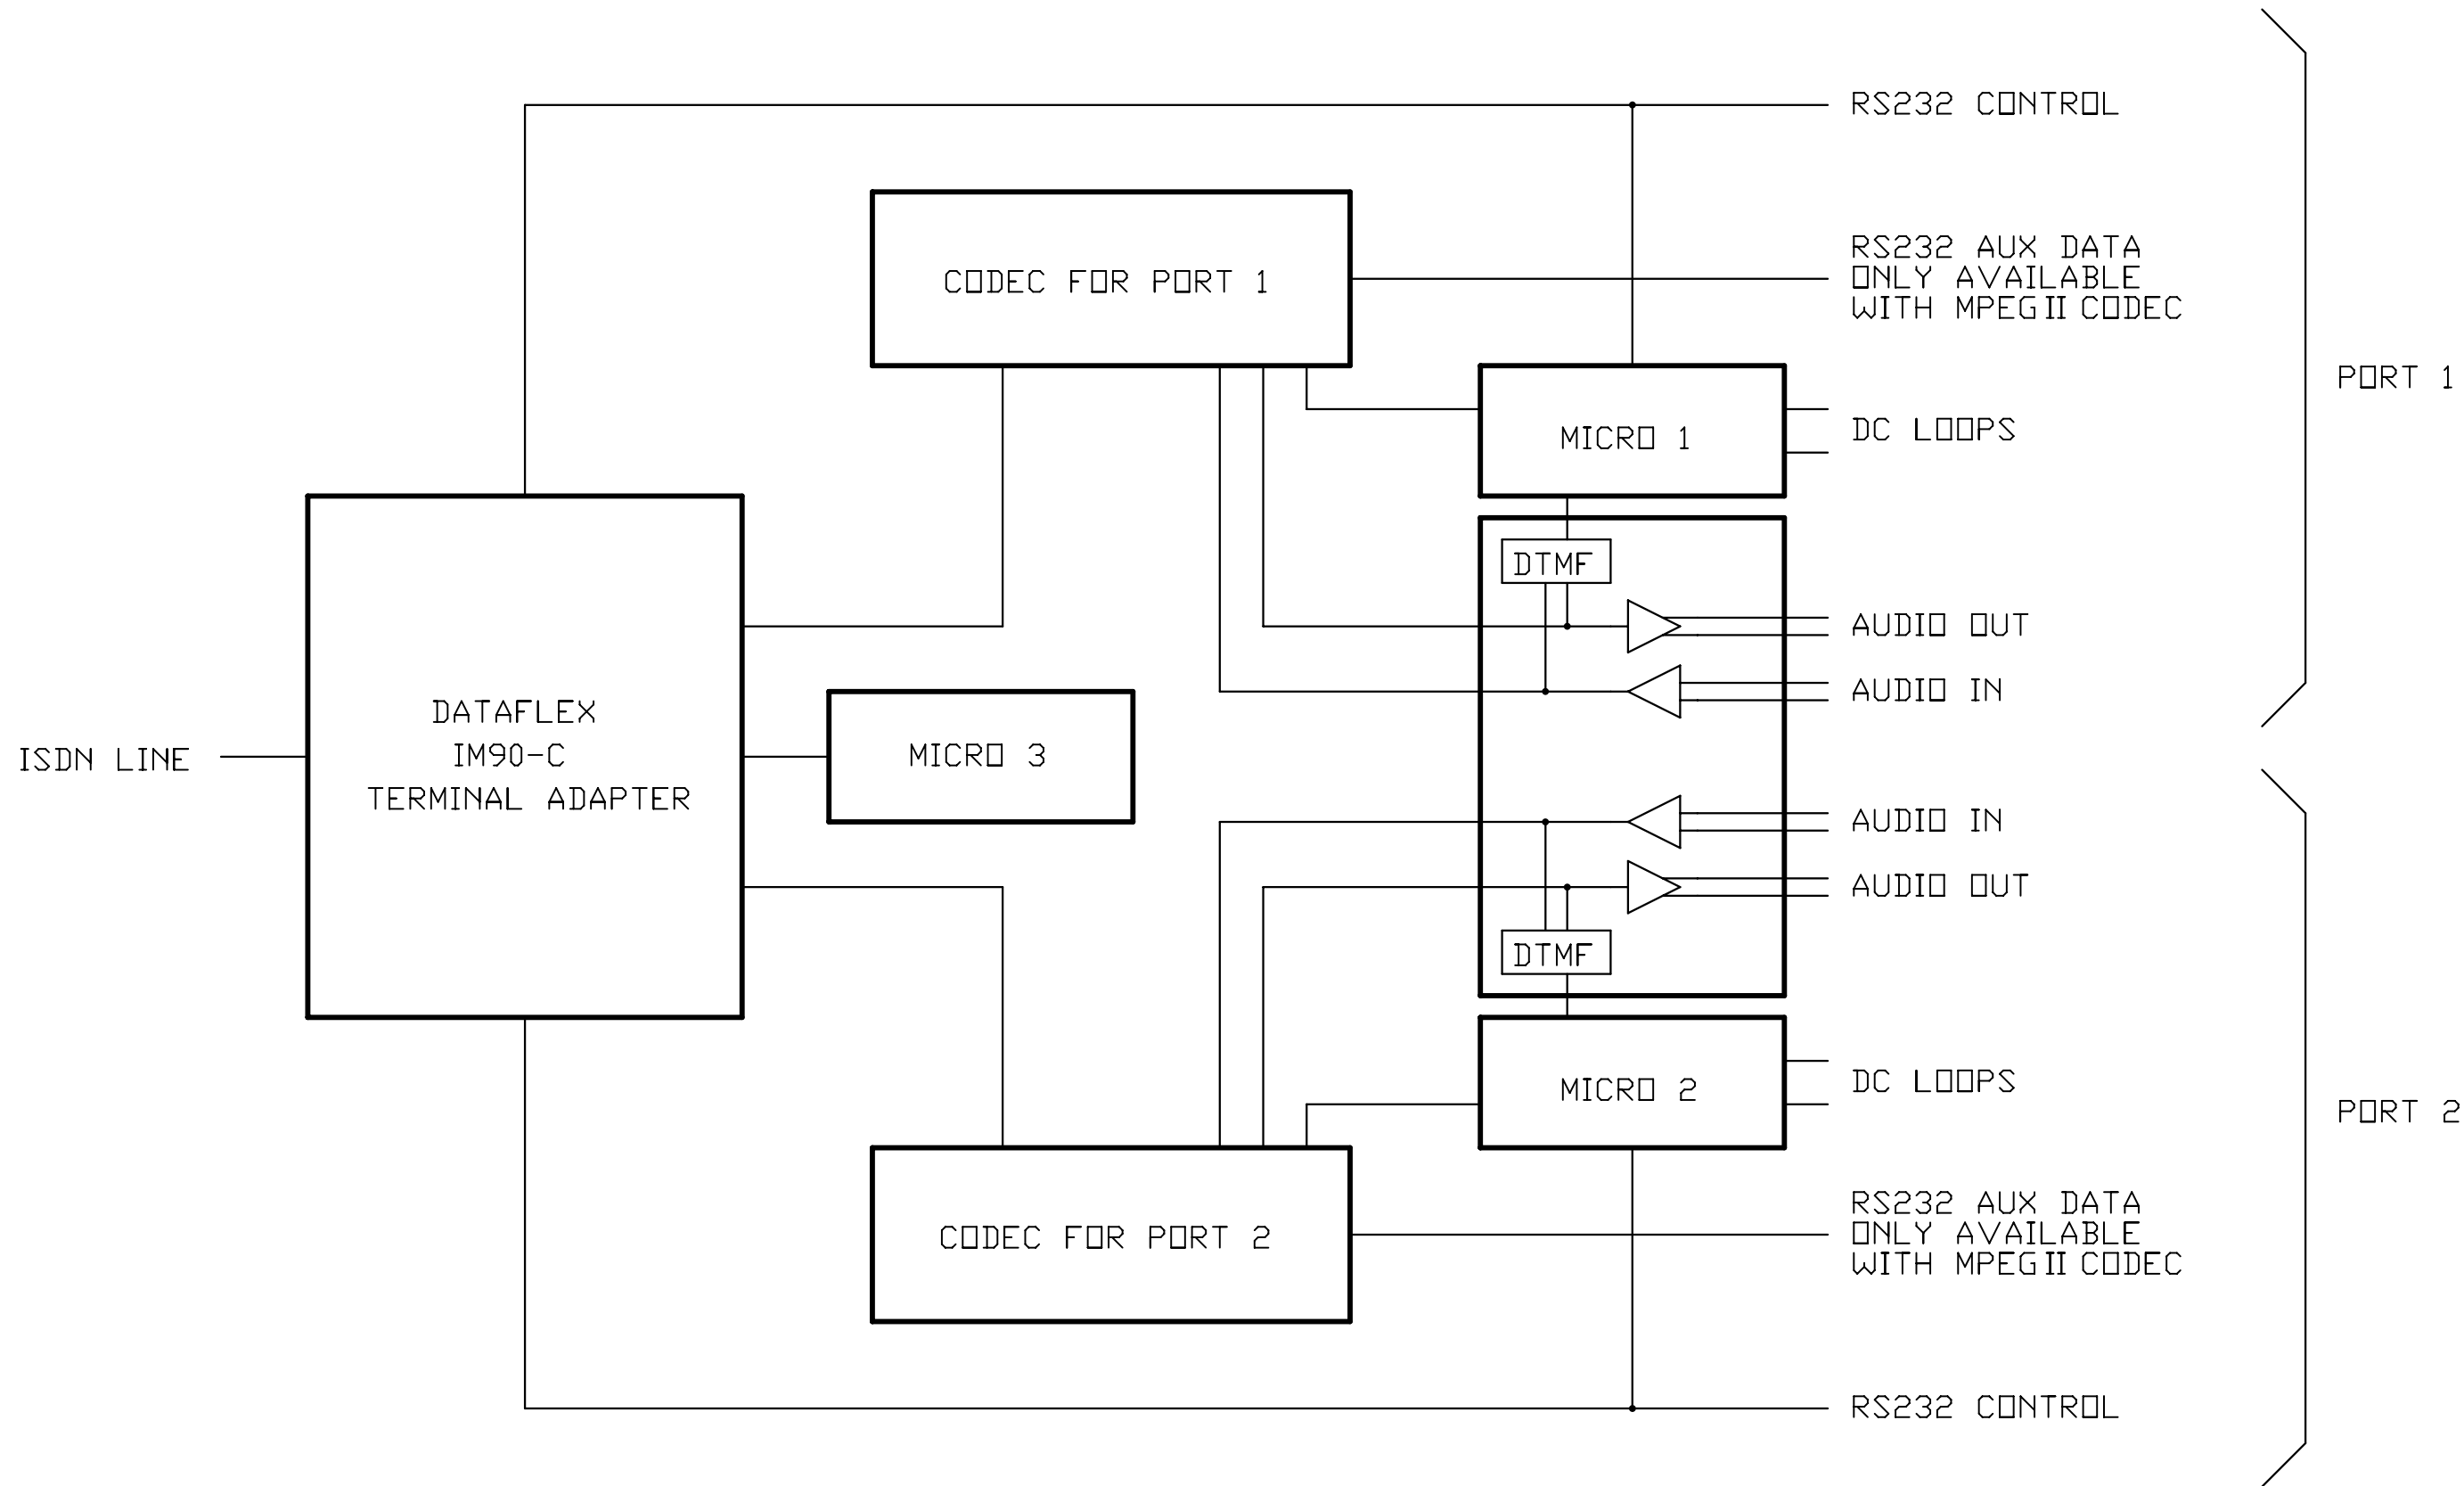 RS232 CONTROL
RS232 AUX DATA
ONLY AVAILABLE
WITH MPEG II CODEC
CODEC FOR PORT 1
PORT 1
DC LOOPS
MICRO 1
DTMF
AUDIO OUT
AUDIO IN
DATAFLEX
IM90-C
TERMINAL ADAPTER
ISDN LINE
MICRO 3
AUDIO IN
AUDIO OUT
DTMF
DC LOOPS
MICRO 2
PORT 2
RS232 AUX DATA
ONLY AVAILABLE
WITH MPEG II CODEC
CODEC FOR PORT 2
RS232 CONTROL